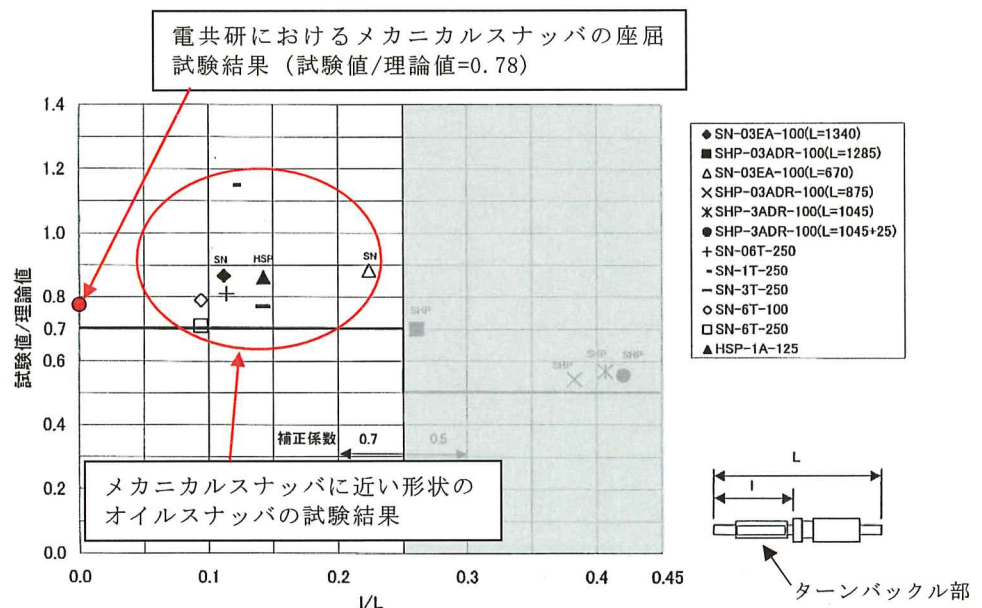 電共研におけるメカニカルスナッバの座屈
試験結果（試験値/理論値=0.78）
1.4
1.2
1.0
0.8
0.7
0.6
0.4
0.2
0.0
試験値/理論値
SN
HSP
SN
SHP
SHP
SHP
SHP
補正係数
0.7
0.5
メカニカルスナッバに近い形状の
オイルスナッバの試験結果
0.0
0.1
0.2
0.3
0.4
0.45
l/L
SN-03EA-100(L=1340)
SHP-03ADR-100(L=1285)
SN-03EA-100(L=670)
SHP-03ADR-100(L=875)
SHP-3ADR-100(L=1045)
SHP-3ADR-100(L=1045+25)
SN-06T-250
SN-1T-250
SN-3T-250
SN-6T-100
SN-6T-250
HSP-1A-125
L
l
ターンバックル部